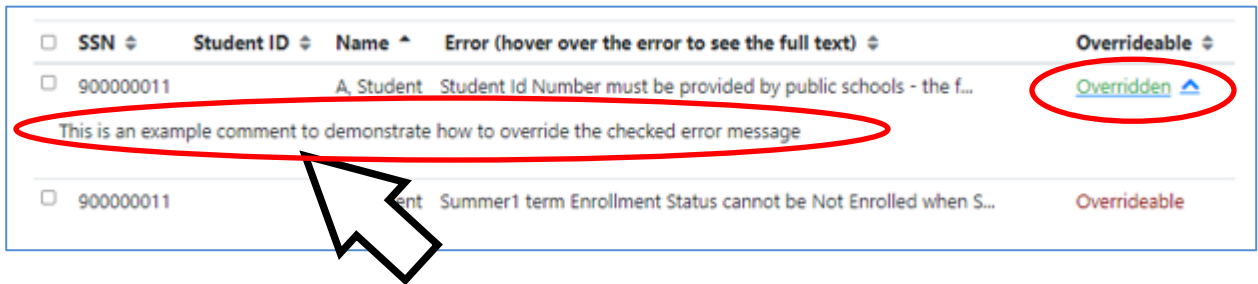 SSN Student ID Name Error (hover over the error to see the full text) Overrideable
900000011 A, Student Student Id Number must be provided by public schools - the f... Overridden
This is an example comment to demonstrate how to override the checked error message
900000011 ent Summer1 term Enrollment Status cannot be Not Enrolled when S... Overrideable